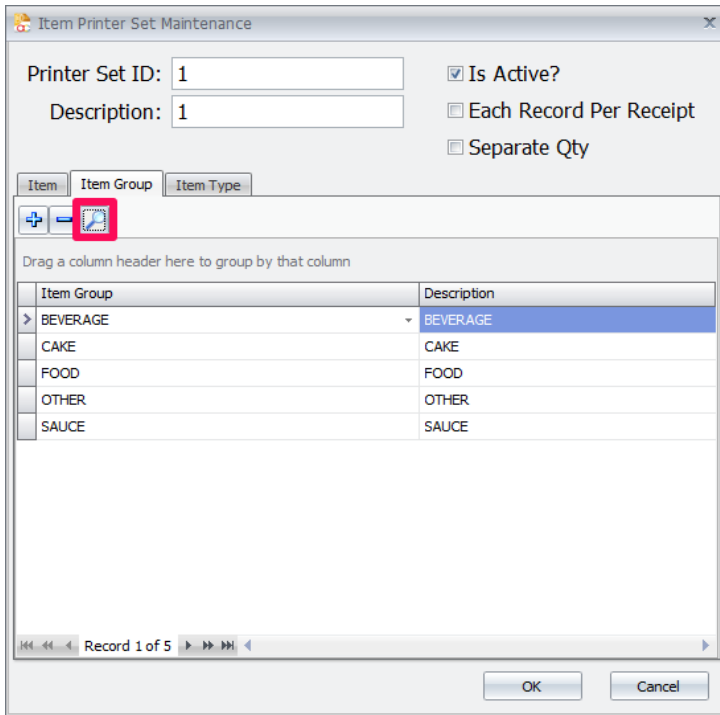 Item Printer Set Maintenance
Printer Set ID: 1
Is Active?
Description: 1
Each Record Per Receipt
Separate Qty
Item Item Group Item Type
Drag a column header here to group by that column
Item Group Description
BEVERAGE BEVERAGE
CAKE CAKE
FOOD FOOD
OTHER OTHER
SAUCE SAUCE
Record 1 of 5
OK Cancel